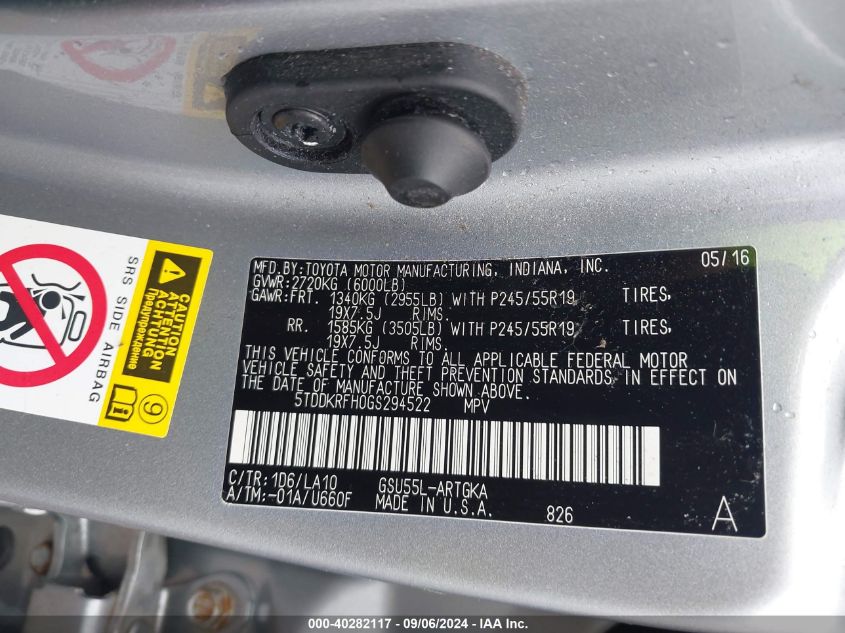 MFD.BY:TOYOTA MOTOR MANUFACTURING, INDIANA, INC. 05/16
GVWR:2720KG (6000LB)
GAWR:FRT. 1340KG (2955LB) WITH P245/55R19 TIRES,
19X7.5J RIMS.
RR. 1585KG (3505LB) WITH P245/55R19 TIRES,
19X7.5J RIMS.
THIS VEHICLE CONFORMS TO ALL APPLICABLE FEDERAL MOTOR
VEHICLE SAFETY AND THEFT PREVENTION STANDARDS IN EFFECT ON
THE DATE OF MANUFACTURE SHOWN ABOVE.
5TDDKRFH0GS294522 MPV
C/TR:1D6/LA10 GSU55L-ARTGKA
A/TM:-01A/U660F MADE IN U.S.A. 826 A
SRS SIDE AIRBAG
CAUTION
ATTENTION
ACHTUNG
Предупреждение
9
000-40282117 - 09/06/2024 - IAAI